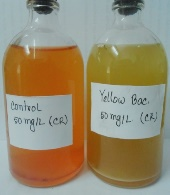 Control
50 mg/L (CR)
Yellow Bac.
50 mg/L (CR)